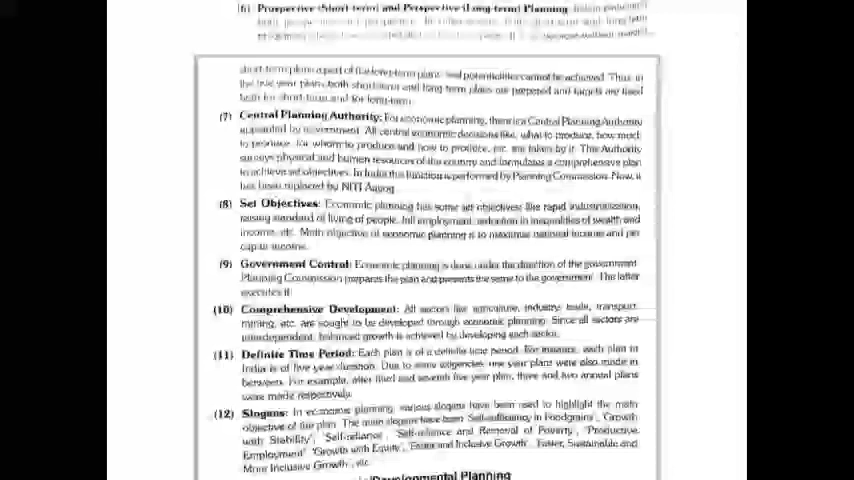 (6) Prospective (Short-term) and Perspective (Long-term) Planning
short-term plan a part of the long-term plan, and potentialities cannot be achieved. Thus, in
the five year plans both short-term and long-term plans are prepared and targets are fixed
both for short-term and for long-term.
(7) Central Planning Authority: For economic planning, there is a Central Planning Authority
appointed by government. All central economic decisions like, what to produce, how much
to produce, for whom to produce and how to produce, etc. are taken by it. This Authority
surveys physical and human resources of the country and formulates a comprehensive plan
to achieve set objectives. In India this function is performed by Planning Commission. Now, it
has been replaced by NITI Aayog.
(8) Set Objectives: Economic planning has some set objectives like rapid industrialisation,
raising standard of living of people, full employment, reduction in inequalities of wealth and
income, etc. Main objective of economic planning is to maximise national income and per
capita income.
(9) Government Control: Economic planning is done under the direction of the government.
Planning Commission prepares the plan and presents the same to the government. The latter
executes it.
(10) Comprehensive Development: All sectors like agriculture, industry, trade, transport,
mining, etc. are sought to be developed through economic planning. Since all sectors are
interdependent, balanced growth is achieved by developing each sector.
(11) Definite Time Period: Each plan is of a definite time period. For instance, each plan in
India is of five year duration. Due to some exigencies, one year plans were also made in
between. For example, after third and seventh five year plan, three and two annual plans
were made respectively.
(12) Slogans: In economic planning, various slogans have been used to highlight the main
objective of the plan. The main slogans have been 'Self-sufficiency in Foodgrains', 'Growth
with Stability', 'Self-reliance', 'Self-reliance and Removal of Poverty', 'Productive
Employment' 'Growth with Equity', 'Faster and Inclusive Growth', 'Faster, Sustainable and
More Inclusive Growth', etc.
Developmental Planning